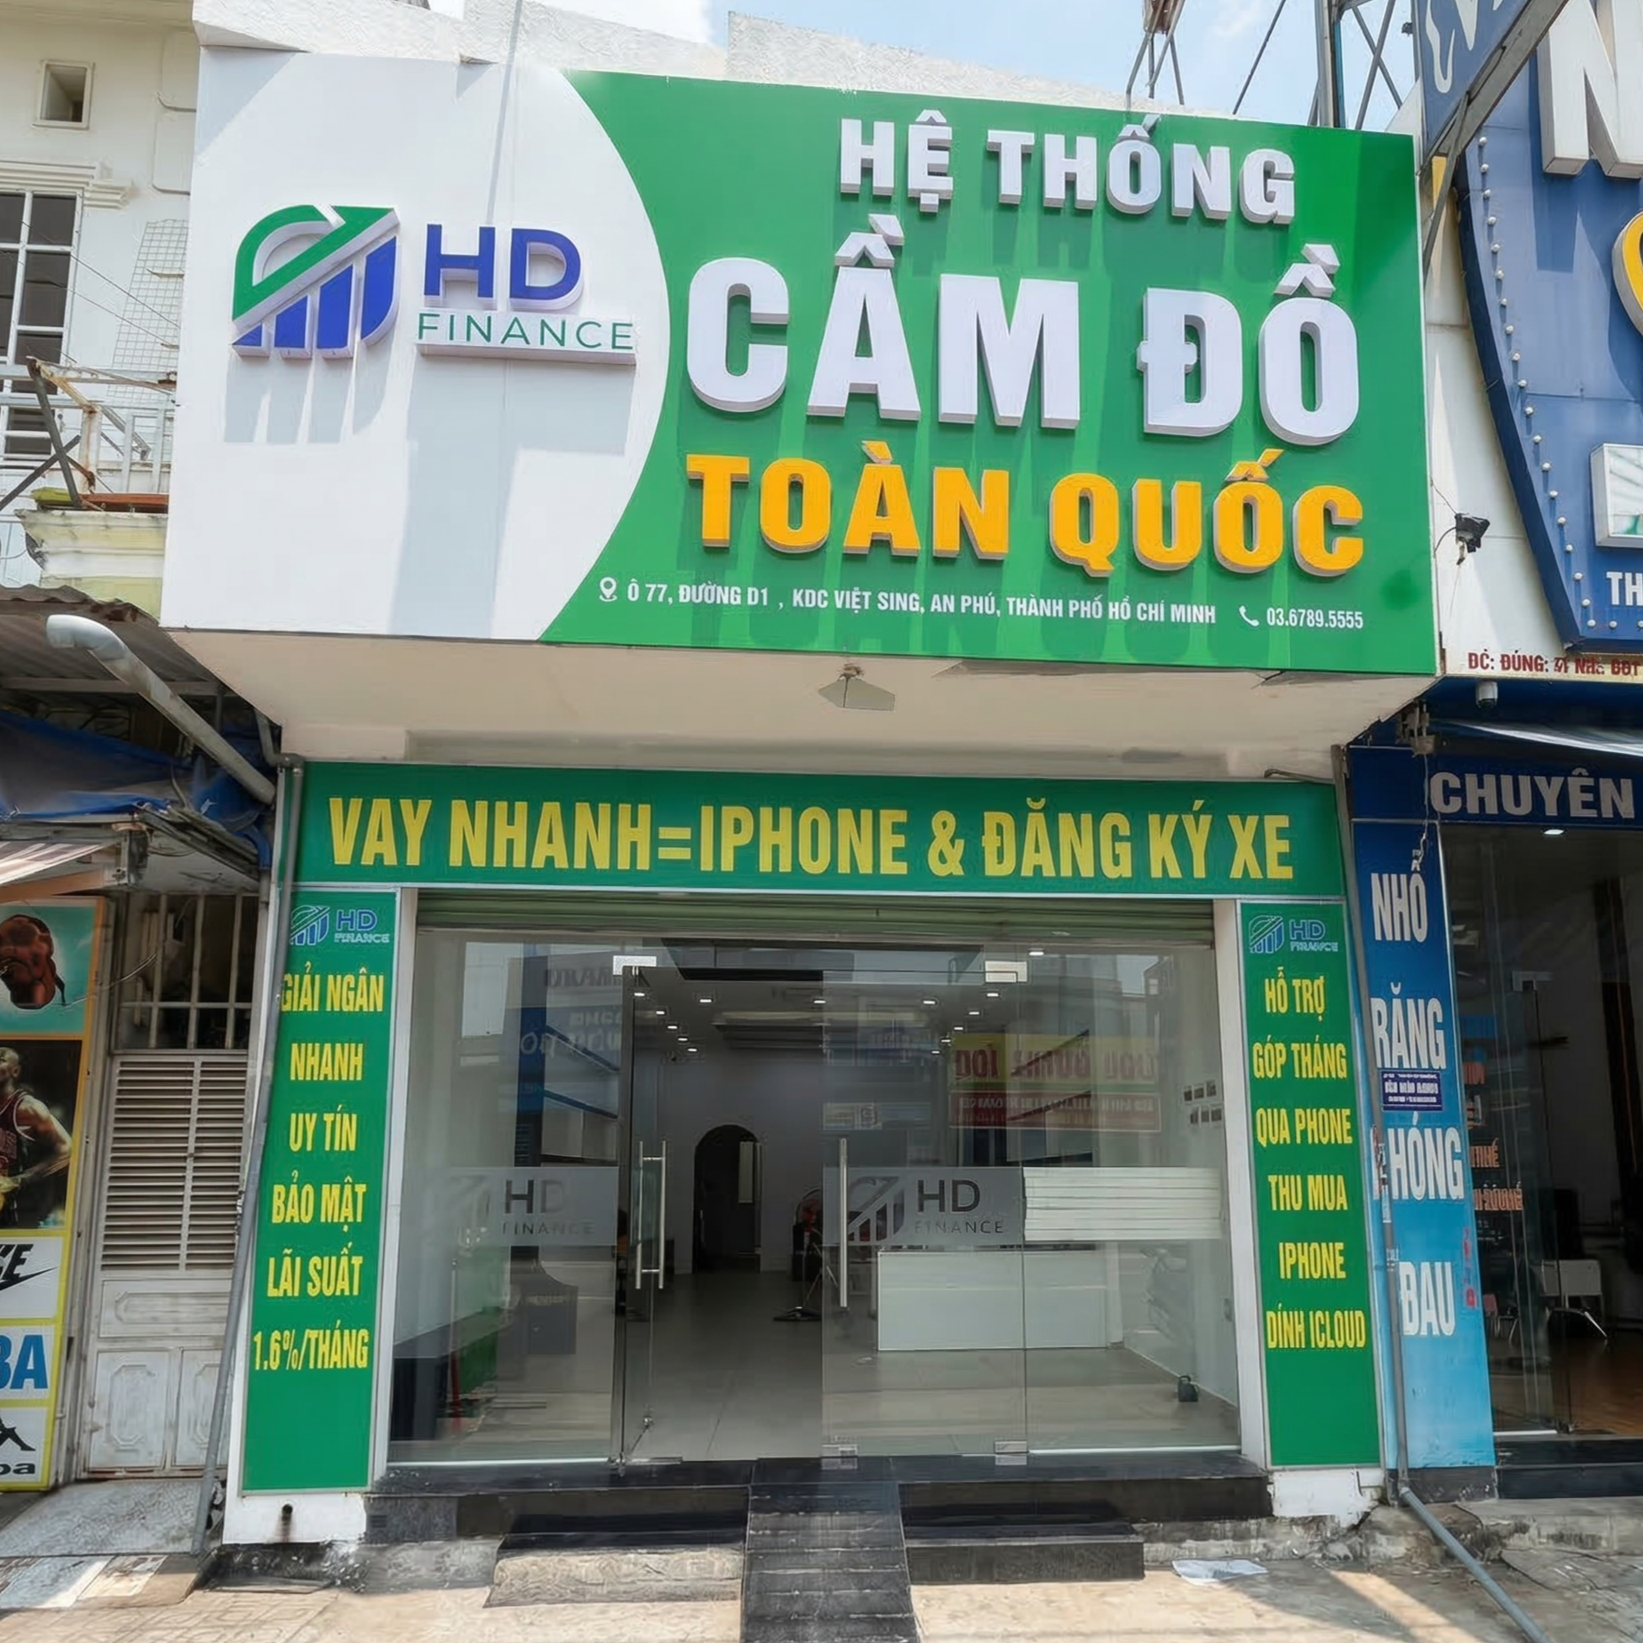 HD
FINANCE
HỆ THỐNG
CẦM ĐỒ
TOÀN QUỐC
Ô 77, ĐƯỜNG D1 , KDC VIỆT SING, AN PHÚ, THÀNH PHỐ HỒ CHÍ MINH 03.6789.5555
VAY NHANH=IPHONE & ĐĂNG KÝ XE
HD
FINANCE
GIẢI NGÂN
NHANH
UY TÍN
BẢO MẬT
LÃI SUẤT
1.6%/THÁNG
HD
FINANCE
HD
FINANCE
HD
FINANCE
HỖ TRỢ
GÓP THÁNG
QUA PHONE
THU MUA
IPHONE
DÍNH ICLOUD
TH
ĐC: ĐÚNG:
CHUYÊN
NHỔ
RĂNG
KHÔNG
ĐAU